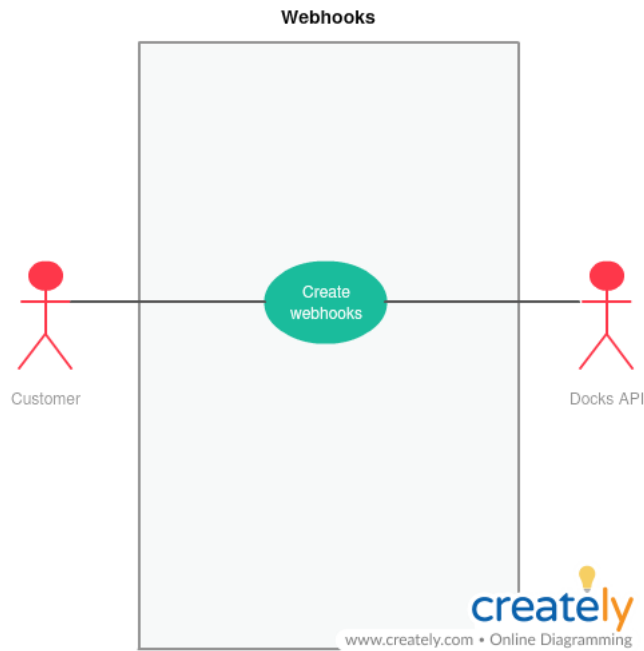 Webhooks
Create
webhooks
Customer
Docks API
creately
www.creately.com • Online Diagramming